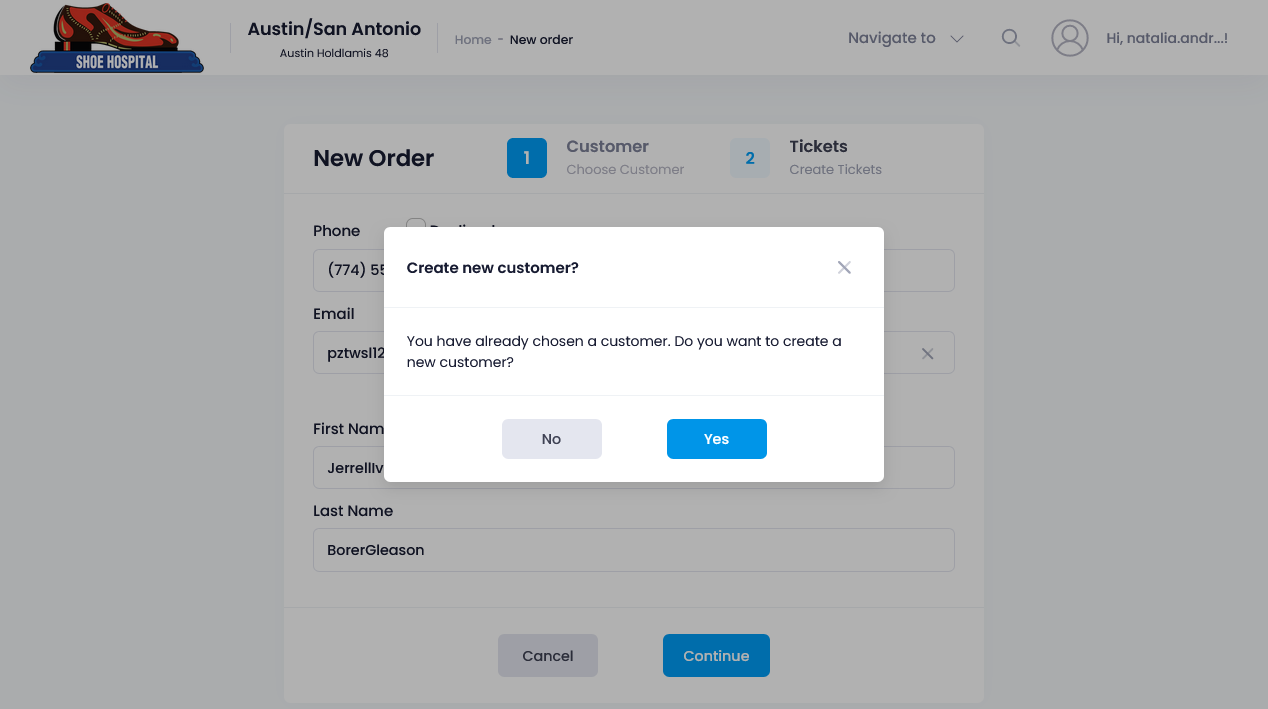 SHOE HOSPITAL
Austin/San Antonio
Austin Holdlamis 48
Home - New order
Navigate to
Hi, natalia.andr...!
New Order
1
Customer
Choose Customer
2
Tickets
Create Tickets
Phone
(774) 55
Email
pztwsl12
First Nam
Last Name
BorerGleason
Create new customer?
You have already chosen a customer. Do you want to create a
new customer?
No
Yes
Cancel
Continue